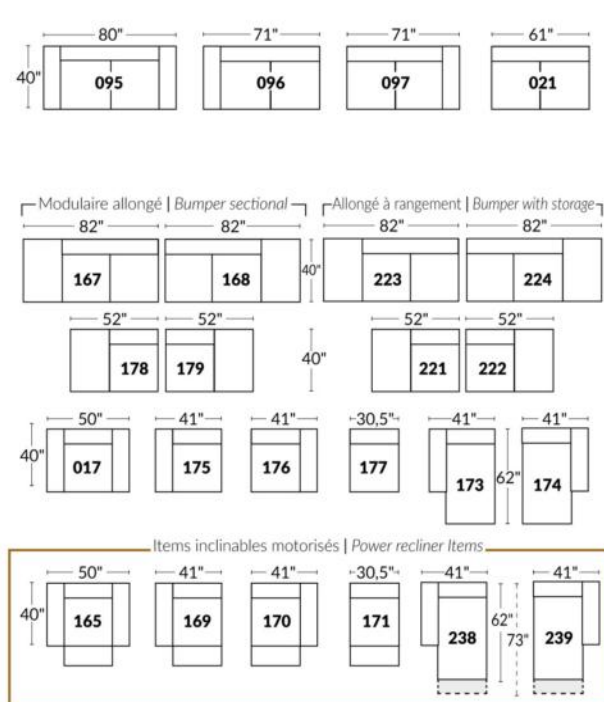 80" 71" 71" 61"
40" 095 096 097 021
Modulaire allongé | Bumper sectional Allongé à rangement | Bumper with storage
82" 82" 82" 82"
167 168 40" 223 224
52" 52" 52" 52"
178 179 40" 221 222
50" 41" 41" 30,5" 41" 41"
40" 017 175 176 177 173 62" 174
Items inclinables motorisés | Power recliner Items
50" 41" 41" 30,5" 41" 41"
40" 165 169 170 171 238 62" 73" 239